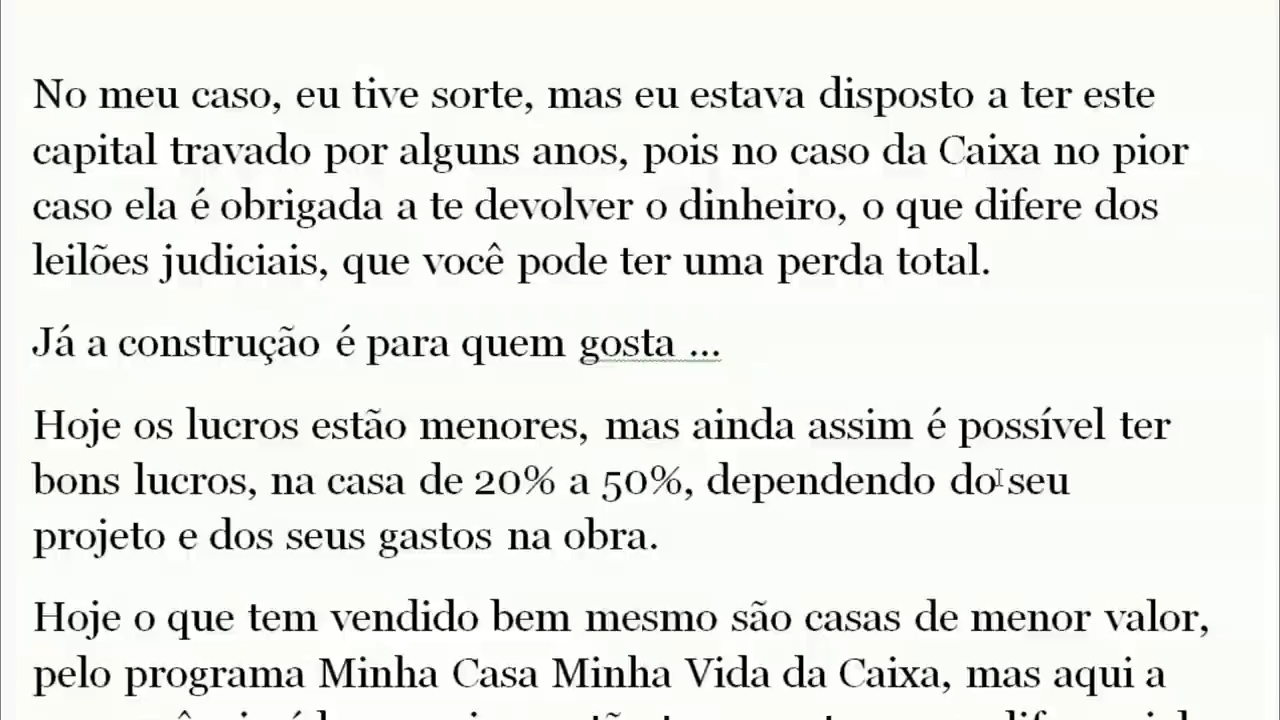 No meu caso, eu tive sorte, mas eu estava disposto a ter este
capital travado por alguns anos, pois no caso da Caixa no pior
caso ela é obrigada a te devolver o dinheiro, o que difere dos
leilões judiciais, que você pode ter uma perda total.
Já a construção é para quem gosta ...
Hoje os lucros estão menores, mas ainda assim é possível ter
bons lucros, na casa de 20% a 50%, dependendo do seu
projeto e dos seus gastos na obra.
Hoje o que tem vendido bem mesmo são casas de menor valor,
pelo programa Minha Casa Minha Vida da Caixa, mas aqui a